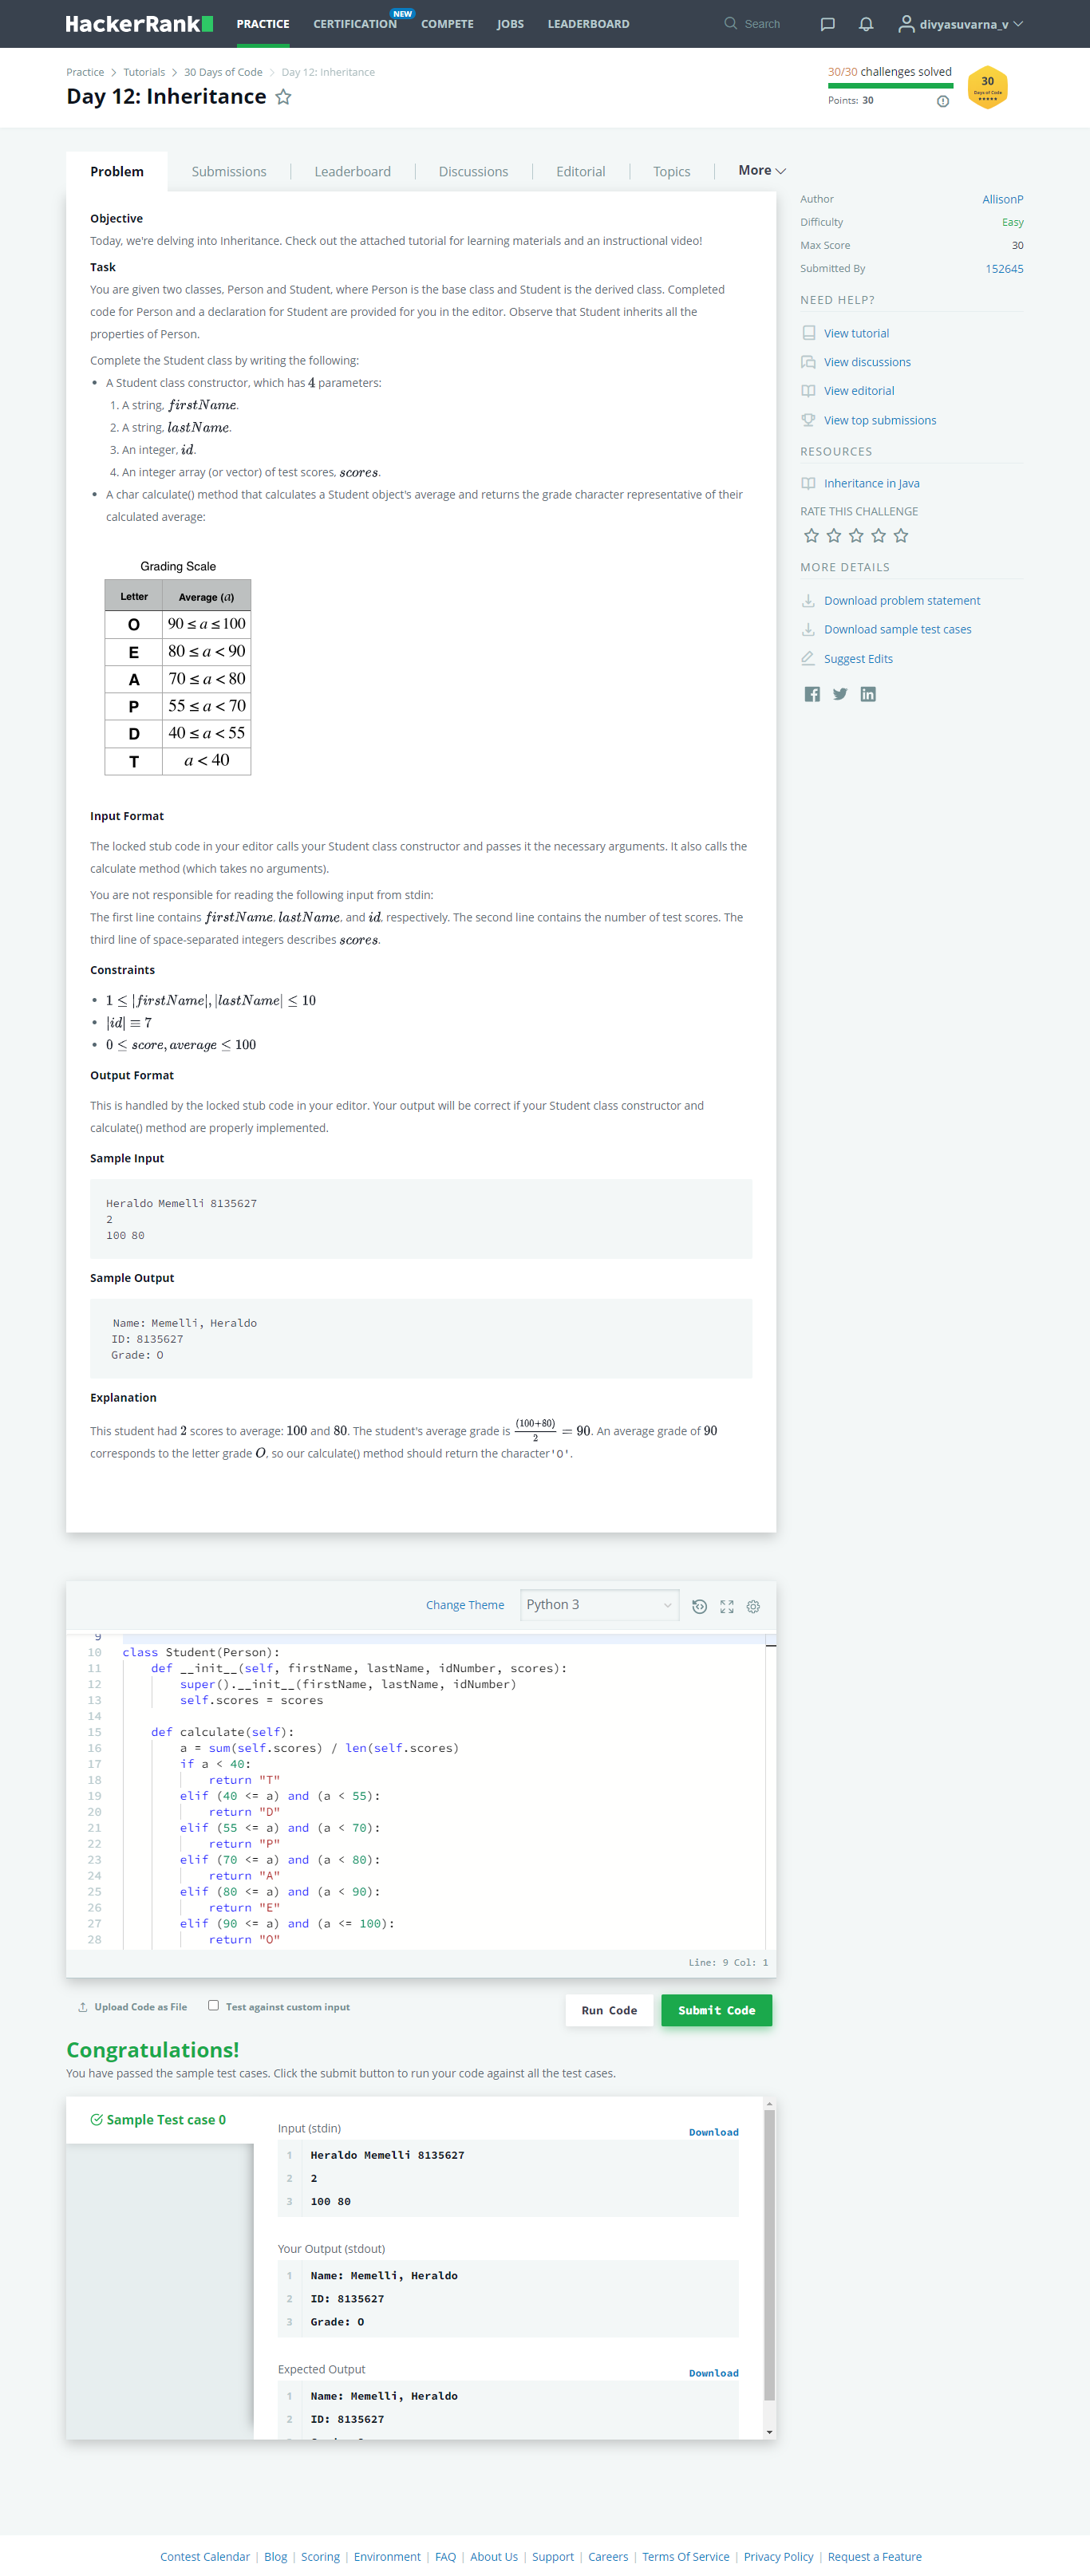 HackerRank
PRACTICE
CERTIFICATION
NEW
COMPETE
JOBS
LEADERBOARD
Search
divyasuvarna_v
Practice > Tutorials > 30 Days of Code > Day 12: Inheritance
Day 12: Inheritance
30/30 challenges solved
Points: 30
30
Days of Code
Problem
Submissions
Leaderboard
Discussions
Editorial
Topics
More
Objective
Today, we're delving into Inheritance. Check out the attached tutorial for learning materials and an instructional video!
Task
You are given two classes, Person and Student, where Person is the base class and Student is the derived class. Completed
code for Person and a declaration for Student are provided for you in the editor. Observe that Student inherits all the
properties of Person.
Complete the Student class by writing the following:
• A Student class constructor, which has 4 parameters:
1. A string, firstName.
2. A string, lastName.
3. An integer, id.
4. An integer array (or vector) of test scores, scores.
• A char calculate() method that calculates a Student object's average and returns the grade character representative of their
calculated average:
Grading Scale
Letter Average (a)
O 90 ≤ a ≤ 100
E 80 ≤ a < 90
A 70 ≤ a < 80
P 55 ≤ a < 70
D 40 ≤ a < 55
T a < 40
Input Format
The locked stub code in your editor calls your Student class constructor and passes it the necessary arguments. It also calls the
calculate method (which takes no arguments).
You are not responsible for reading the following input from stdin:
The first line contains firstName, lastName, and id, respectively. The second line contains the number of test scores. The
third line of space-separated integers describes scores.
Constraints
• 1 ≤ |firstName|, |lastName| ≤ 10
• |id| ≡ 7
• 0 ≤ score, average ≤ 100
Output Format
This is handled by the locked stub code in your editor. Your output will be correct if your Student class constructor and
calculate() method are properly implemented.
Sample Input
Heraldo Memelli 8135627
2
100 80
Sample Output
Name: Memelli, Heraldo
ID: 8135627
Grade: O
Explanation
This student had 2 scores to average: 100 and 80. The student's average grade is (100+80)/2 = 90. An average grade of 90
corresponds to the letter grade O, so our calculate() method should return the character'O'.
Author AllisonP
Difficulty Easy
Max Score 30
Submitted By 152645
NEED HELP?
View tutorial
View discussions
View editorial
View top submissions
RESOURCES
Inheritance in Java
RATE THIS CHALLENGE
MORE DETAILS
Download problem statement
Download sample test cases
Suggest Edits
Change Theme
Python 3
9
10 class Student(Person):
11     def __init__(self, firstName, lastName, idNumber, scores):
12         super().__init__(firstName, lastName, idNumber)
13         self.scores = scores
14
15     def calculate(self):
16         a = sum(self.scores) / len(self.scores)
17         if a < 40:
18             return "T"
19         elif (40 <= a) and (a < 55):
20             return "D"
21         elif (55 <= a) and (a < 70):
22             return "P"
23         elif (70 <= a) and (a < 80):
24             return "A"
25         elif (80 <= a) and (a < 90):
26             return "E"
27         elif (90 <= a) and (a <= 100):
28             return "O"
Line: 9 Col: 1
Upload Code as File
Test against custom input
Run Code
Submit Code
Congratulations!
You have passed the sample test cases. Click the submit button to run your code against all the test cases.
Sample Test case 0
Input (stdin)
Download
1 Heraldo Memelli 8135627
2 2
3 100 80
Your Output (stdout)
1 Name: Memelli, Heraldo
2 ID: 8135627
3 Grade: O
Expected Output
Download
1 Name: Memelli, Heraldo
2 ID: 8135627
Contest Calendar | Blog | Scoring | Environment | FAQ | About Us | Support | Careers | Terms Of Service | Privacy Policy | Request a Feature